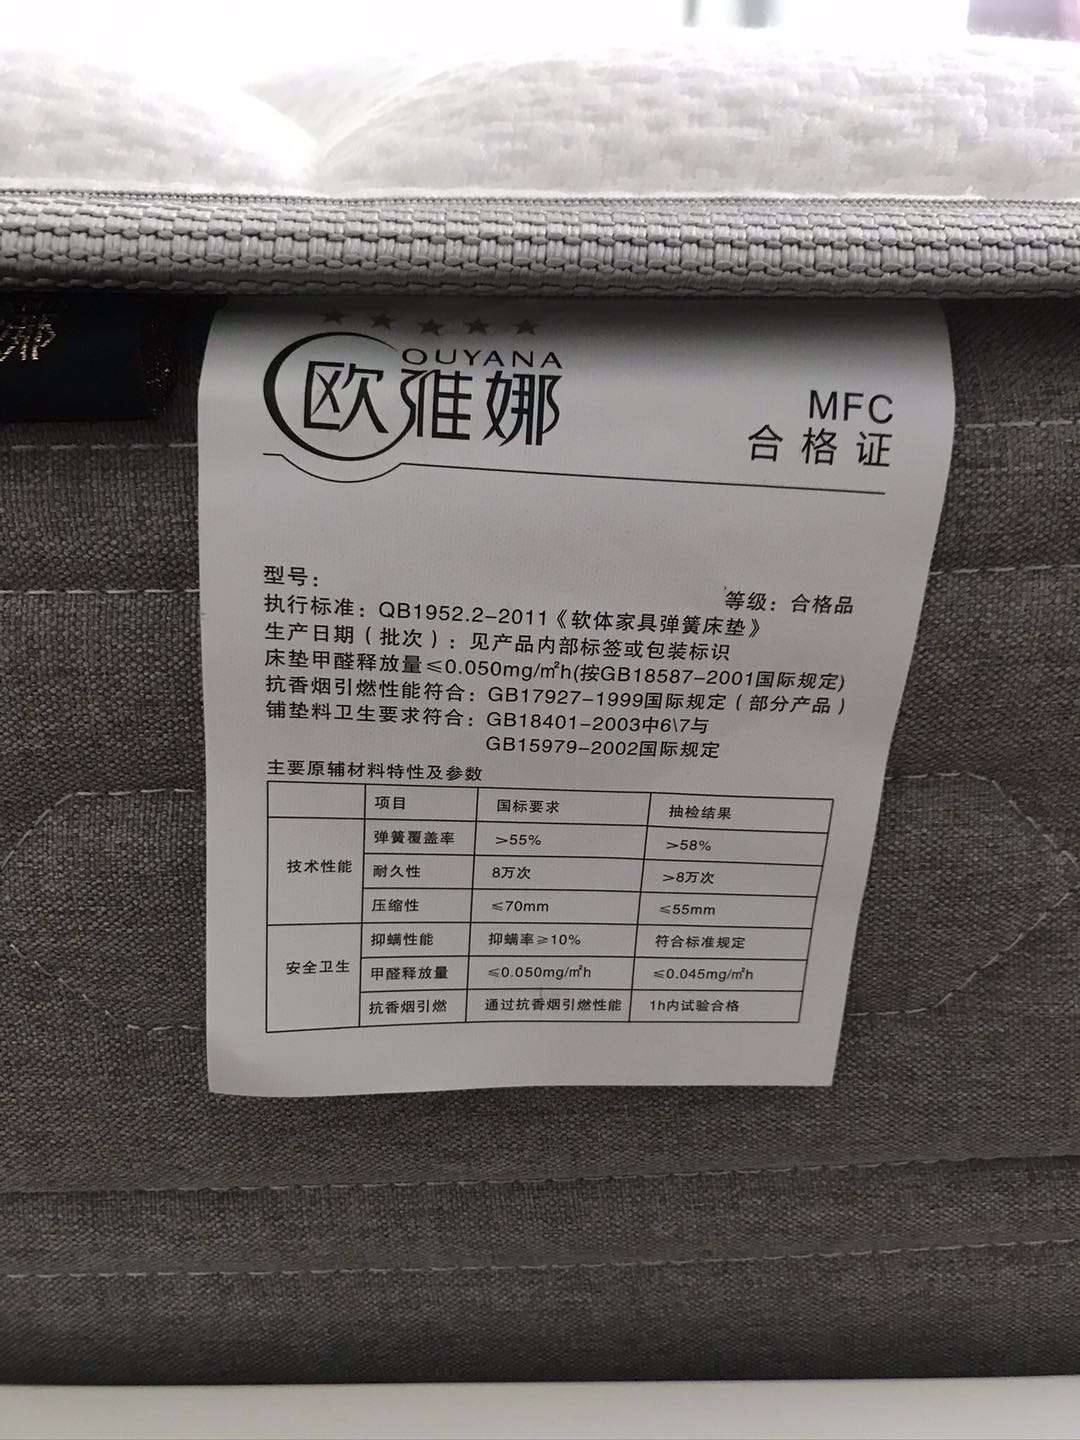 娜
OUYANA
欧雅娜
MFC
合格证
型号：
等级：合格品
执行标准：QB1952.2-2011《软体家具弹簧床垫》
生产日期（批次）：见产品内部标签或包装标识
床垫甲醛释放量≤0.050mg/㎡h(按GB18587-2001国际规定)
抗香烟引燃性能符合：GB17927-1999国际规定（部分产品）
铺垫料卫生要求符合：GB18401-2003中6\7与
GB15979-2002国际规定
主要原辅材料特性及参数
项目 国标要求 抽检结果
技术性能 弹簧覆盖率 >55% >58%
耐久性 8万次 >8万次
压缩性 ≤70mm ≤55mm
安全卫生 抑螨性能 抑螨率≥10% 符合标准规定
甲醛释放量 ≤0.050mg/㎡h ≤0.045mg/㎡h
抗香烟引燃 通过抗香烟引燃性能 1h内试验合格